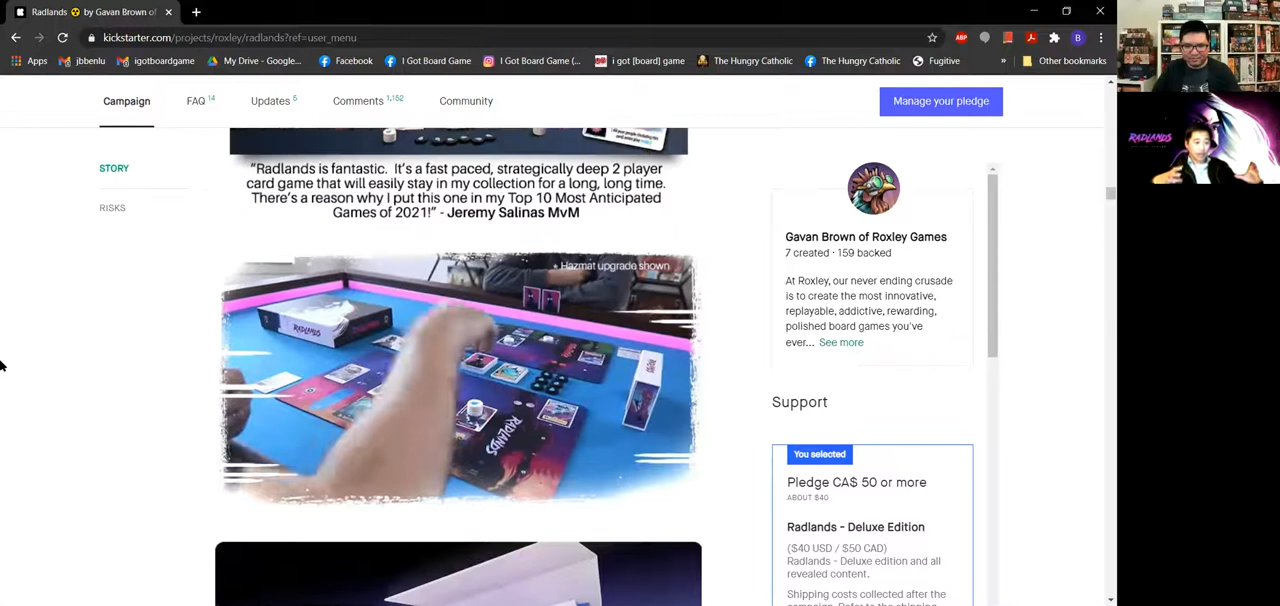 Radlands ☢ by Gavan Brown of
kickstarter.com/projects/roxley/radlands?ref=user_menu
ABP
B
Apps
jbbenlu
igotboardgame
My Drive - Google...
Facebook
I Got Board Game
I Got Board Game (...
i got [board] game
The Hungry Catholic
The Hungry Catholic
Fugitive
»
Other bookmarks
Campaign
FAQ 14
Updates 5
Comments 1,152
Community
Manage your pledge
STORY
RISKS
"Radlands is fantastic. It's a fast paced, strategically deep 2 player
card game that will easily stay in my collection for a long, long time.
There's a reason why I put this one in my Top 10 Most Anticipated
Games of 2021!" - Jeremy Salinas MvM
* Hazmat upgrade shown
RADLANDS
RADLANDS
Gavan Brown of Roxley Games
7 created · 159 backed
At Roxley, our never ending crusade
is to create the most innovative,
replayable, addictive, rewarding,
polished board games you've
ever... See more
Support
You selected
Pledge CA$ 50 or more
ABOUT $40
Radlands - Deluxe Edition
($40 USD / $50 CAD)
Radlands - Deluxe edition and all
revealed content.
Shipping costs collected after the
campaign. Refer to the shipping
RADLANDS